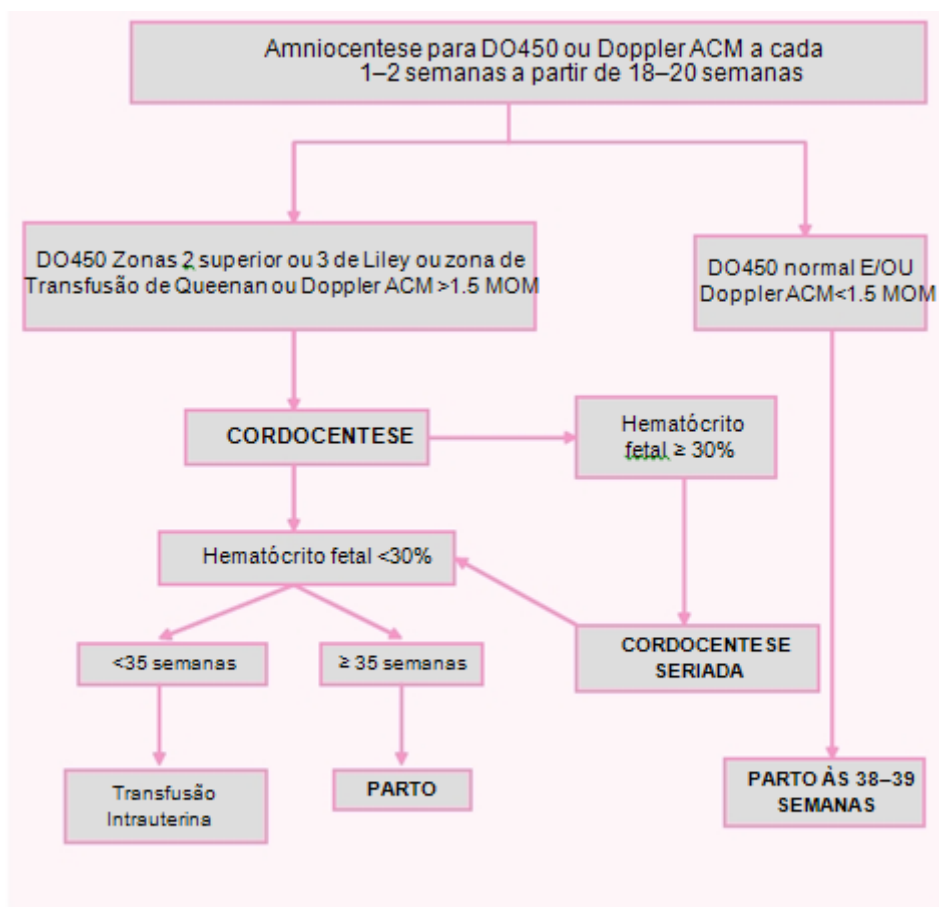 Amniocentese para DO450 ou Doppler ACM a cada
1–2 semanas a partir de 18–20 semanas
DO450 Zonas 2 superior ou 3 de Liley ou zona de
Transfusão de Queenan ou Doppler ACM >1.5 MOM
DO450 normal E/OU
Doppler ACM<1.5 MOM
CORDOCENTESE
Hematócrito
fetal ≥ 30%
Hematócrito fetal <30%
<35 semanas
≥ 35 semanas
CORDOCENTESE
SERIADA
Transfusão
Intrauterina
PARTO
PARTO ÀS 38–39
SEMANAS